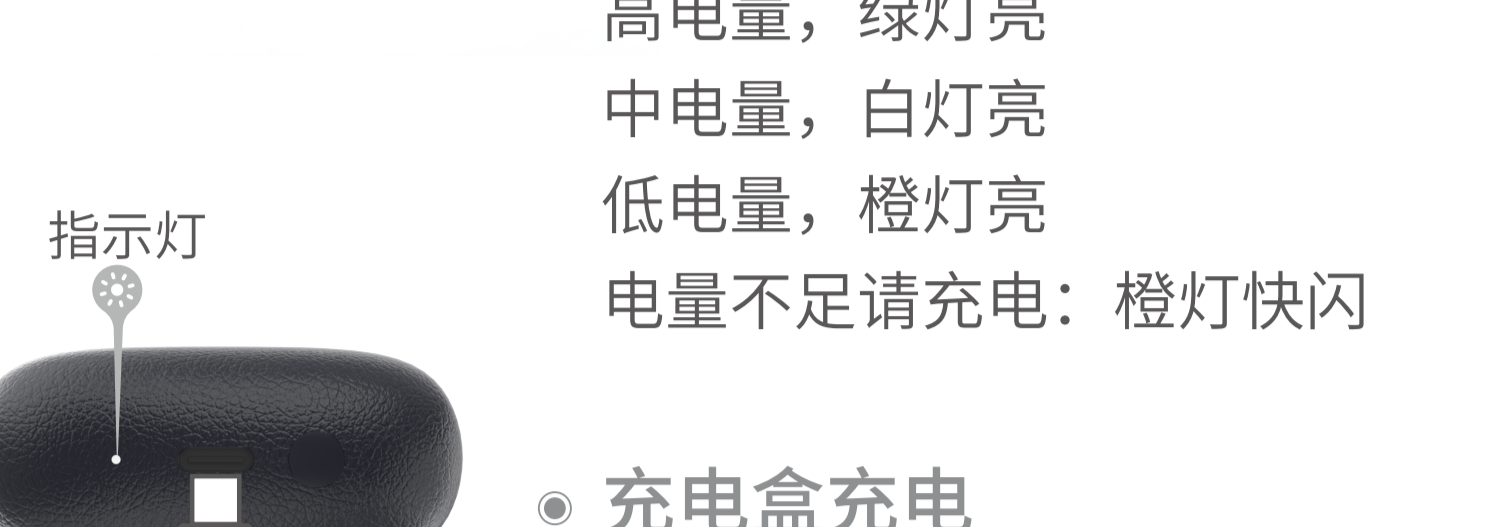 高电量，绿灯亮
中电量，白灯亮
低电量，橙灯亮
电量不足请充电：橙灯快闪
指示灯
充电盒充电